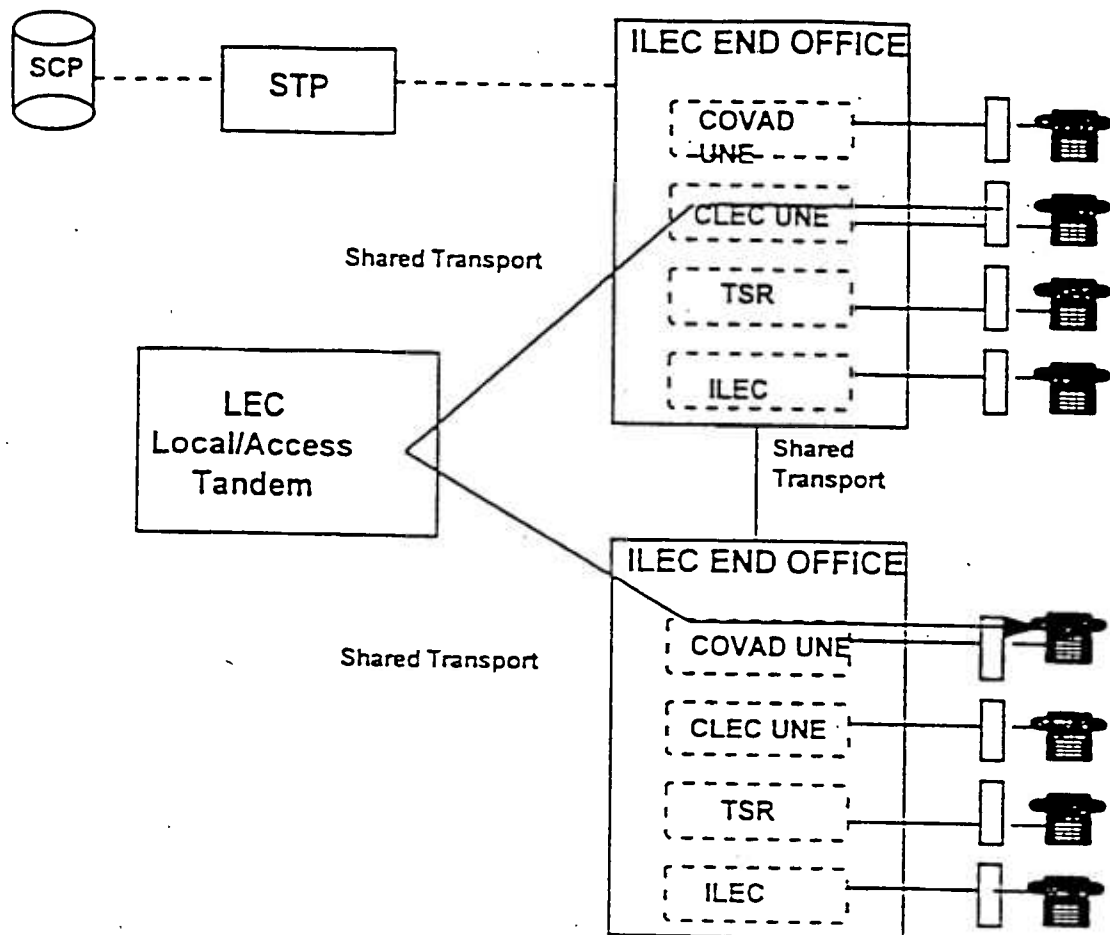 SCP
STP
ILEC END OFFICE
COVAD
UNE
CLEC UNE
TSR
ILEC
Shared Transport
LEC
Local/Access
Tandem
Shared
Transport
ILEC END OFFICE
Shared Transport
COVAD UNE
CLEC UNE
TSR
ILEC